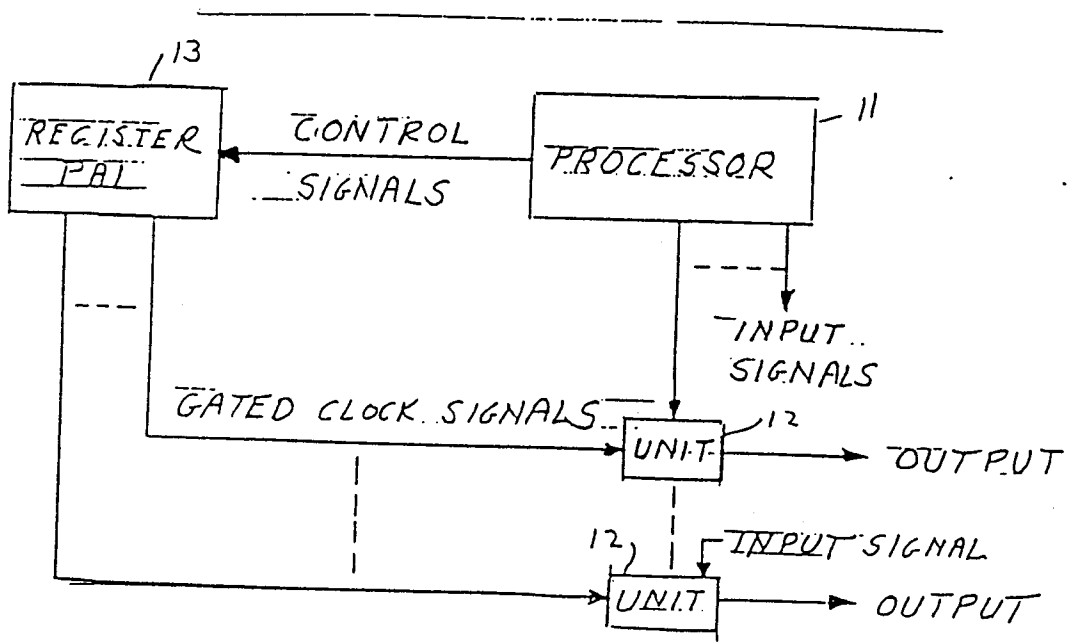 13
REGISTER
PAL
CONTROL
SIGNALS
PROCESSOR
11
INPUT
SIGNALS
GATED CLOCK SIGNALS
UNIT
12
OUTPUT
12
INPUT SIGNAL
UNIT
OUTPUT